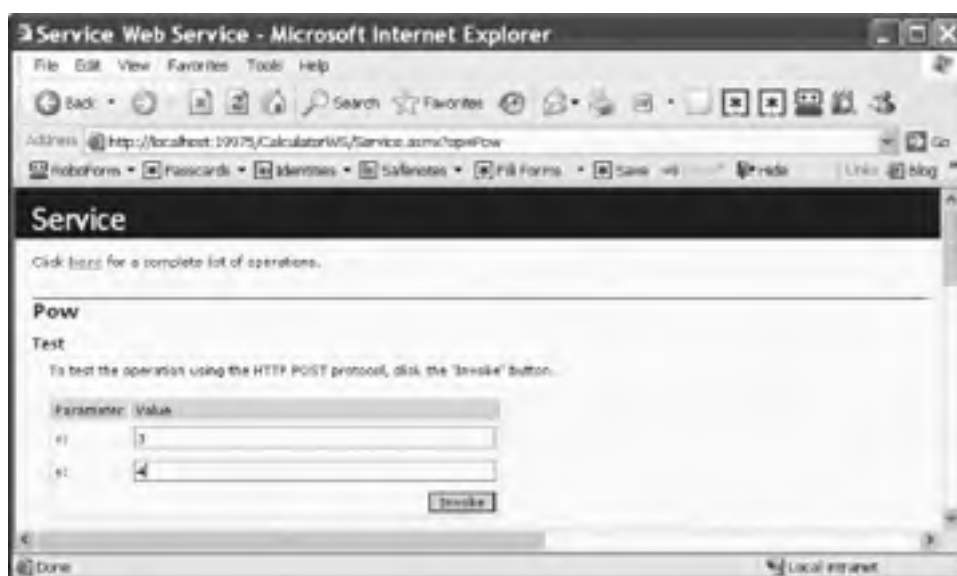 Service Web Service - Microsoft Internet Explorer
File Edit View Favorites Tools Help
Back Search Favorites
Address http://localhost:19975/CalculatorWS/Service.asmx?op=Pow Go
RoboForm Passcards Identities Safenotes Fill Forms Save Links blog
Service
Click here for a complete list of operations.
Pow
Test
To test the operation using the HTTP POST protocol, click the 'Invoke' button.
Parameter Value
3
4
Invoke
Done Local intranet